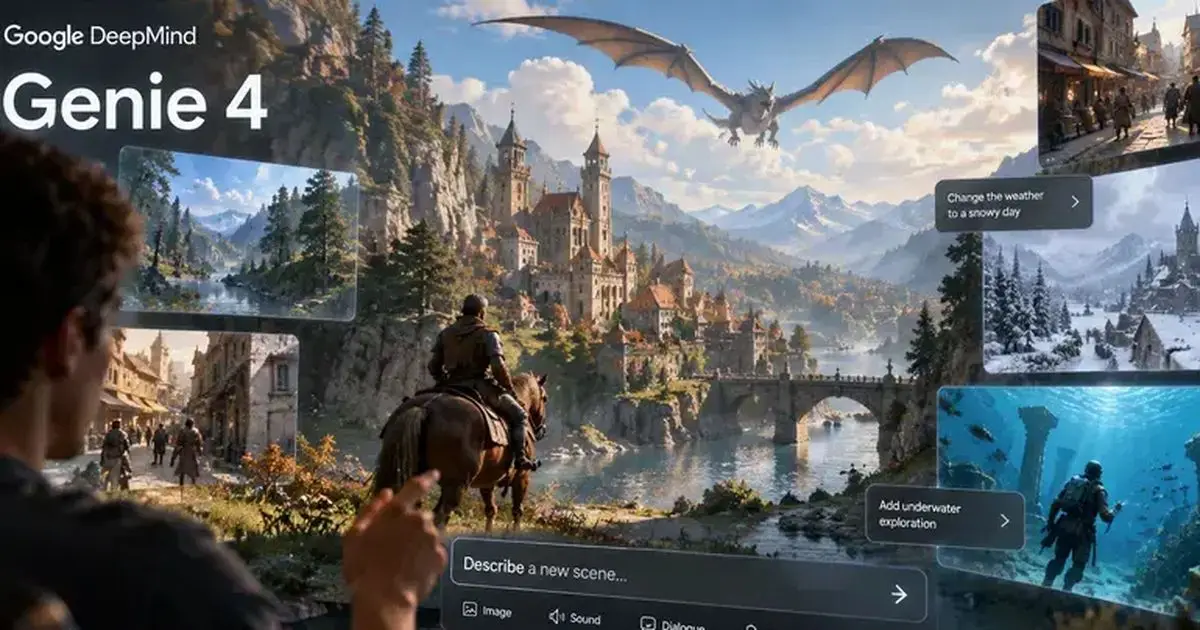 Google DeepMind
Genie 4
Change the weather
to a snowy day
Add underwater
exploration
Describe a new scene...
Image
Sound
Dialogue